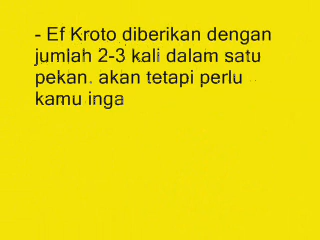 - Ef Kroto diberikan dengan
jumlah 2-3 kali dalam satu
pekan. akan tetapi perlu
kamu inga